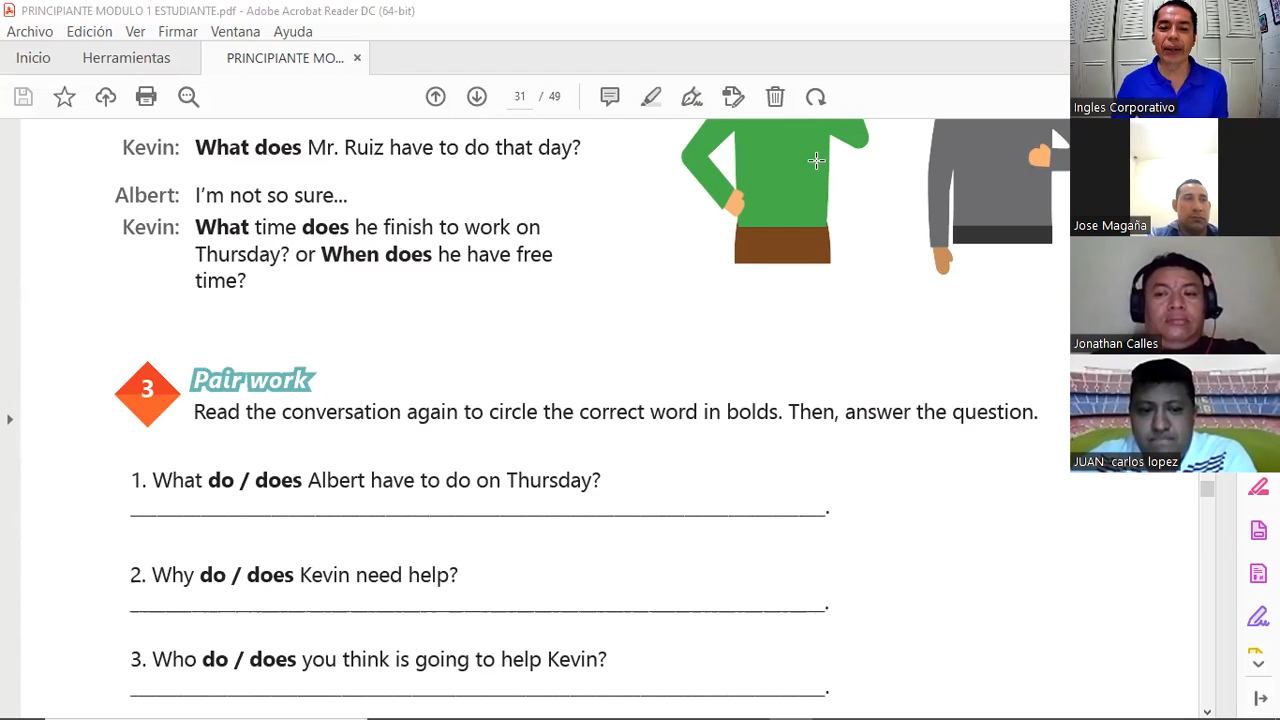 PRINCIPIANTE MODULO 1 ESTUDIANTE.pdf - Adobe Acrobat Reader DC (64-bit)
Archivo Edición Ver Firmar Ventana Ayuda
Inicio Herramientas PRINCIPIANTE MO... ×
31 / 49
Kevin: What does Mr. Ruiz have to do that day?
Albert: I'm not so sure...
Kevin: What time does he finish to work on
Thursday? or When does he have free
time?
3 Pair work
Read the conversation again to circle the correct word in bolds. Then, answer the question.
1. What do / does Albert have to do on Thursday?
.
2. Why do / does Kevin need help?
.
3. Who do / does you think is going to help Kevin?
.
Ingles Corporativo
Jose Magaña
Jonathan Calles
JUAN carlos lopez